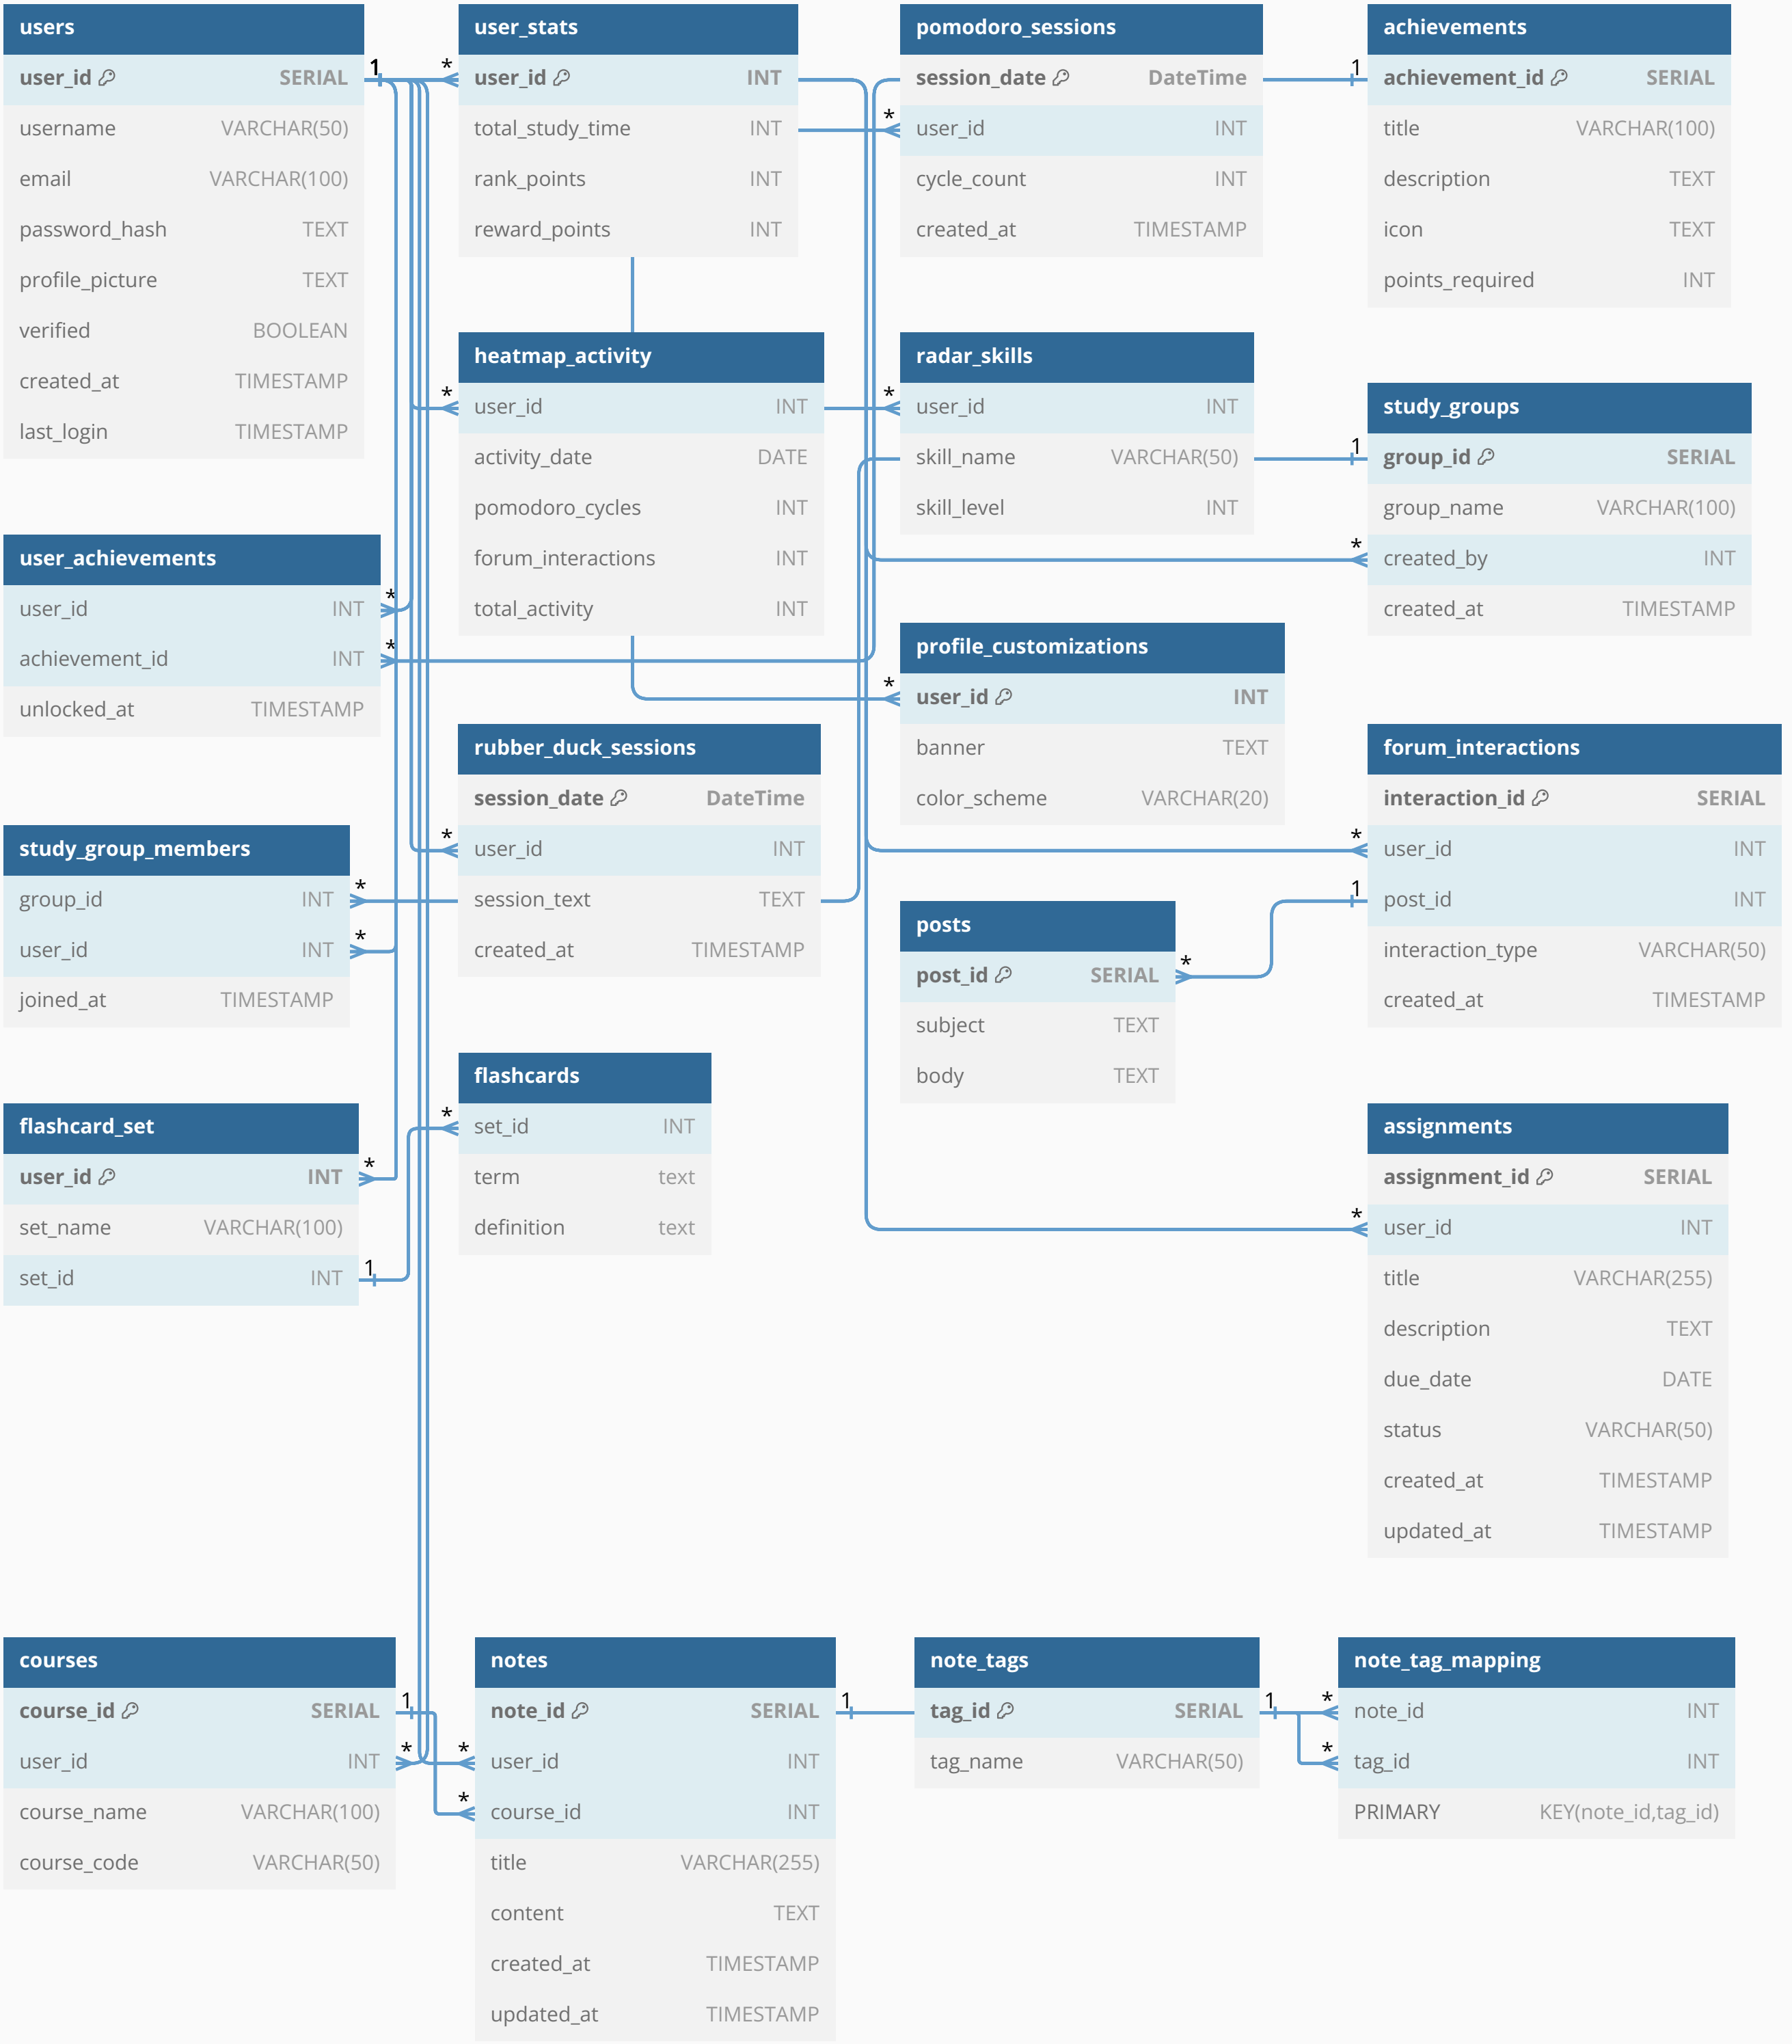 users
user_id SERIAL
username VARCHAR(50)
email VARCHAR(100)
password_hash TEXT
profile_picture TEXT
verified BOOLEAN
created_at TIMESTAMP
last_login TIMESTAMP
1
*
user_stats
user_id INT
total_study_time INT
rank_points INT
reward_points INT
*
pomodoro_sessions
session_date DateTime
user_id INT
cycle_count INT
created_at TIMESTAMP
1
achievements
achievement_id SERIAL
title VARCHAR(100)
description TEXT
icon TEXT
points_required INT
*
heatmap_activity
user_id INT
activity_date DATE
pomodoro_cycles INT
forum_interactions INT
total_activity INT
*
radar_skills
user_id INT
skill_name VARCHAR(50)
skill_level INT
1
*
study_groups
group_id SERIAL
group_name VARCHAR(100)
created_by INT
created_at TIMESTAMP
user_achievements
user_id INT
achievement_id INT
unlocked_at TIMESTAMP
*
*
*
profile_customizations
user_id INT
banner TEXT
color_scheme VARCHAR(20)
*
rubber_duck_sessions
session_date DateTime
user_id INT
session_text TEXT
created_at TIMESTAMP
*
1
forum_interactions
interaction_id SERIAL
user_id INT
post_id INT
interaction_type VARCHAR(50)
created_at TIMESTAMP
study_group_members
group_id INT
user_id INT
joined_at TIMESTAMP
*
*
posts
post_id SERIAL
subject TEXT
body TEXT
*
*
flashcards
set_id INT
term text
definition text
flashcard_set
user_id INT
set_name VARCHAR(100)
set_id INT
*
1
*
assignments
assignment_id SERIAL
user_id INT
title VARCHAR(255)
description TEXT
due_date DATE
status VARCHAR(50)
created_at TIMESTAMP
updated_at TIMESTAMP
courses
course_id SERIAL
user_id INT
course_name VARCHAR(100)
course_code VARCHAR(50)
1
*
*
*
notes
note_id SERIAL
user_id INT
course_id INT
title VARCHAR(255)
content TEXT
created_at TIMESTAMP
updated_at TIMESTAMP
1
note_tags
tag_id SERIAL
tag_name VARCHAR(50)
1
*
*
note_tag_mapping
note_id INT
tag_id INT
PRIMARY KEY(note_id,tag_id)